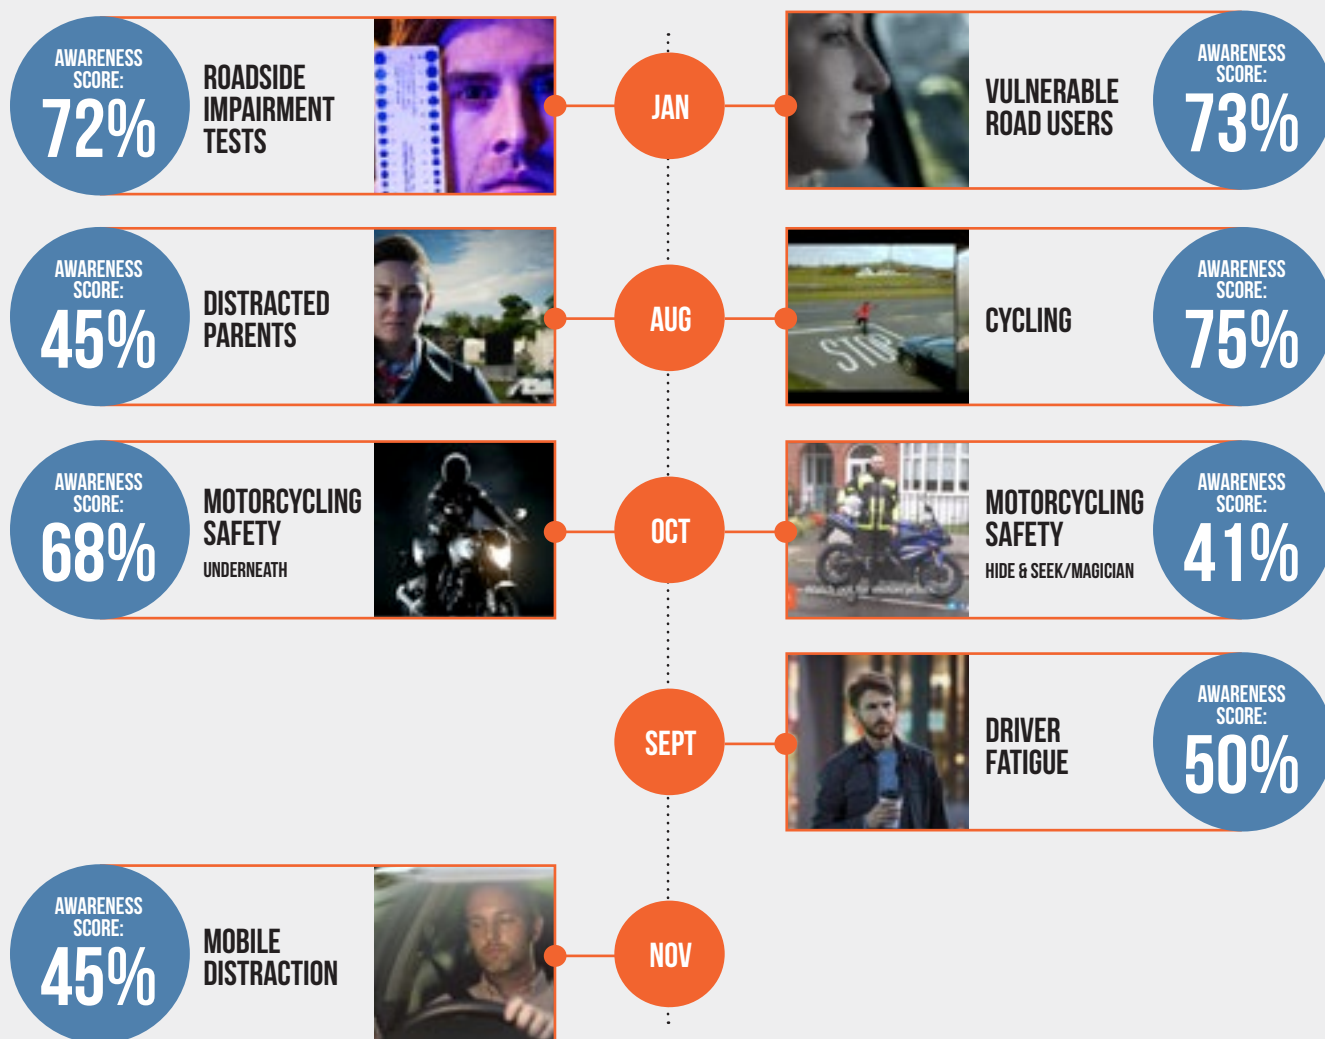 AWARENESS
SCORE:
72%
ROADSIDE
IMPAIRMENT
TESTS
JAN
VULNERABLE
ROAD USERS
AWARENESS
SCORE:
73%
AWARENESS
SCORE:
45%
DISTRACTED
PARENTS
AUG
STOP
CYCLING
AWARENESS
SCORE:
75%
AWARENESS
SCORE:
68%
MOTORCYCLING
SAFETY
UNDERNEATH
OCT
MOTORCYCLING
SAFETY
HIDE & SEEK/MAGICIAN
AWARENESS
SCORE:
41%
SEPT
DRIVER
FATIGUE
AWARENESS
SCORE:
50%
AWARENESS
SCORE:
45%
MOBILE
DISTRACTION
NOV